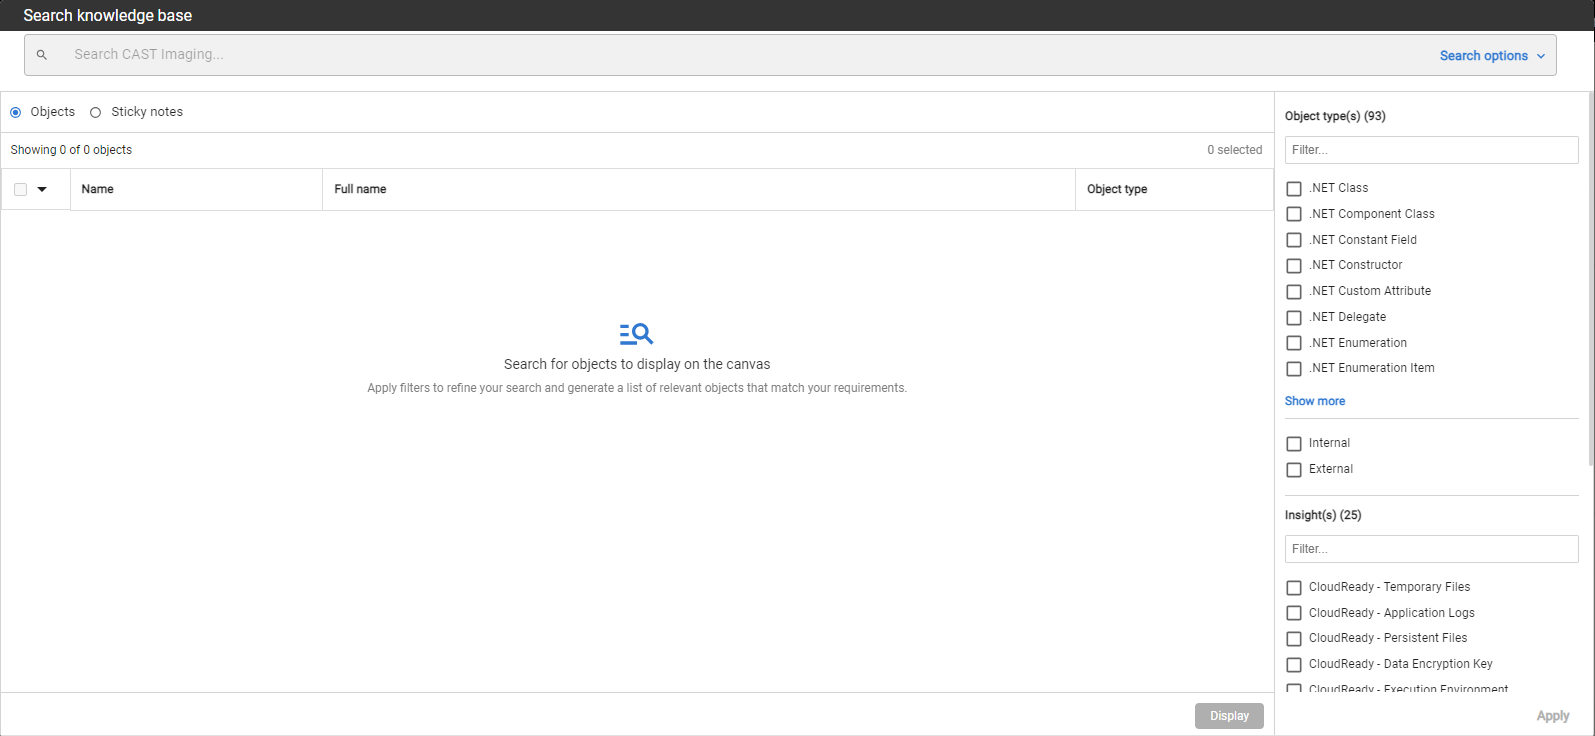 Search knowledge base
Search CAST Imaging...
Search options
Objects
Sticky notes
Showing 0 of 0 objects
0 selected
Name
Full name
Object type
Search for objects to display on the canvas
Apply filters to refine your search and generate a list of relevant objects that match your requirements.
Display
Object type(s) (93)
Filter...
.NET Class
.NET Component Class
.NET Constant Field
.NET Constructor
.NET Custom Attribute
.NET Delegate
.NET Enumeration
.NET Enumeration Item
Show more
Internal
External
Insight(s) (25)
Filter...
CloudReady - Temporary Files
CloudReady - Application Logs
CloudReady - Persistent Files
CloudReady - Data Encryption Key
CloudReady - Execution Environment
Apply